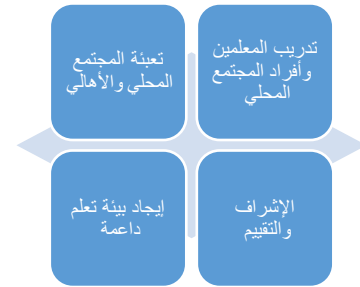 تدريب المعلمين
وأفراد المجتمع
المحلي
تعبئة المجتمع
المحلي والأهالي
الإشراف
والتقييم
إيجاد بيئة تعلم
داعمة